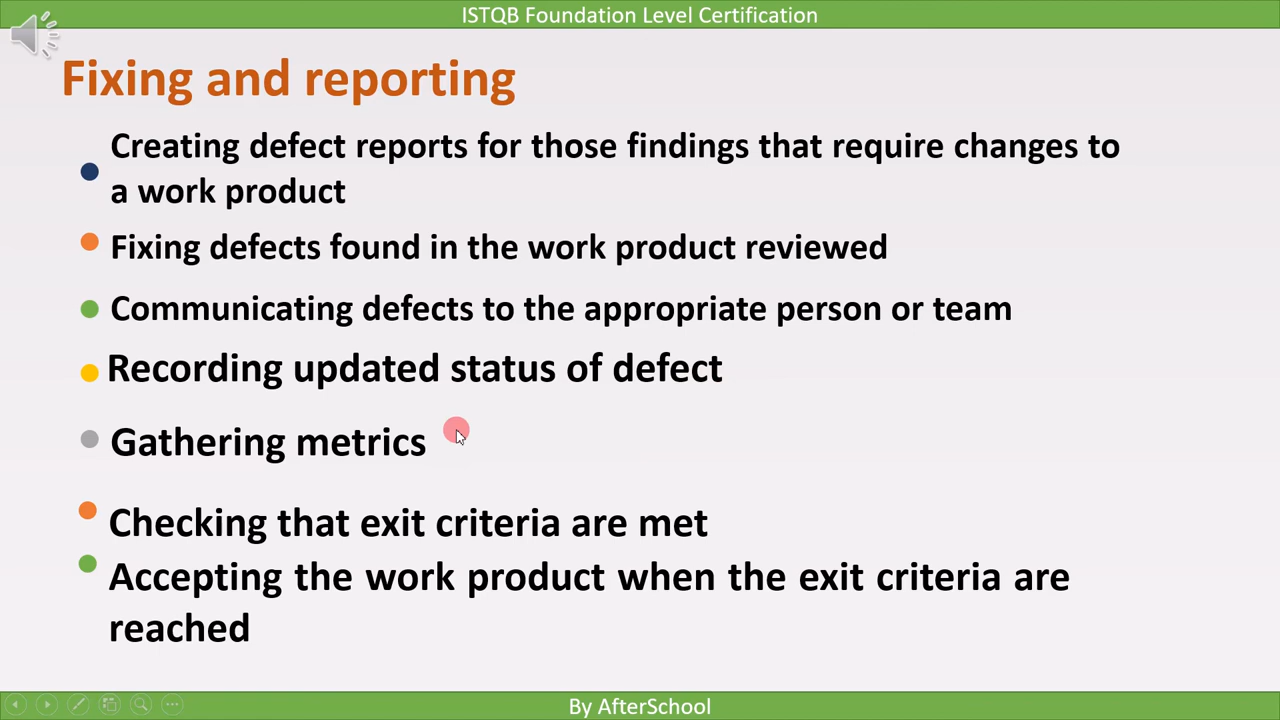 ISTQB Foundation Level Certification
Fixing and reporting
Creating defect reports for those findings that require changes to
a work product
Fixing defects found in the work product reviewed
Communicating defects to the appropriate person or team
Recording updated status of defect
Gathering metrics
Checking that exit criteria are met
Accepting the work product when the exit criteria are
reached
By AfterSchool